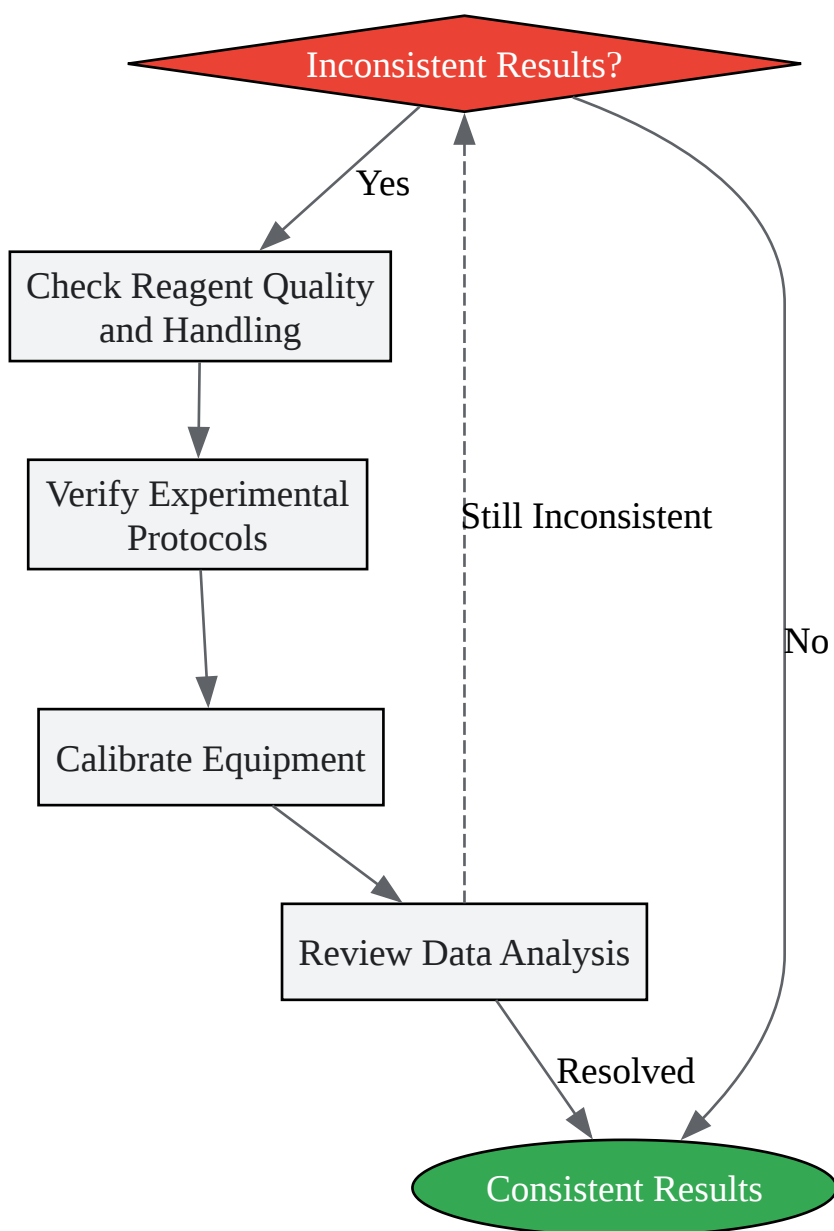 Inconsistent Results?
Yes
Check Reagent Quality
and Handling
Verify Experimental
Protocols
Still Inconsistent
No
Calibrate Equipment
Review Data Analysis
Resolved
Consistent Results